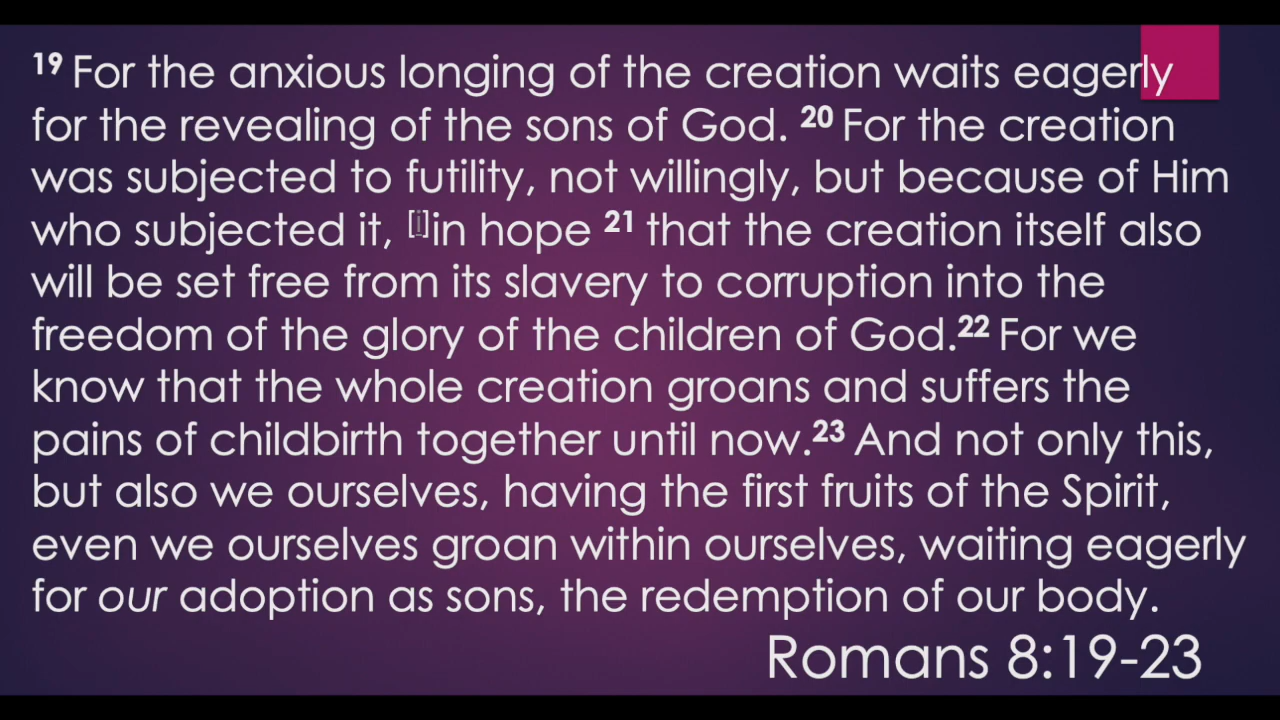 19 For the anxious longing of the creation waits eagerly
for the revealing of the sons of God. 20 For the creation
was subjected to futility, not willingly, but because of Him
who subjected it, [i]in hope 21 that the creation itself also
will be set free from its slavery to corruption into the
freedom of the glory of the children of God.22 For we
know that the whole creation groans and suffers the
pains of childbirth together until now.23 And not only this,
but also we ourselves, having the first fruits of the Spirit,
even we ourselves groan within ourselves, waiting eagerly
for our adoption as sons, the redemption of our body.
Romans 8:19-23